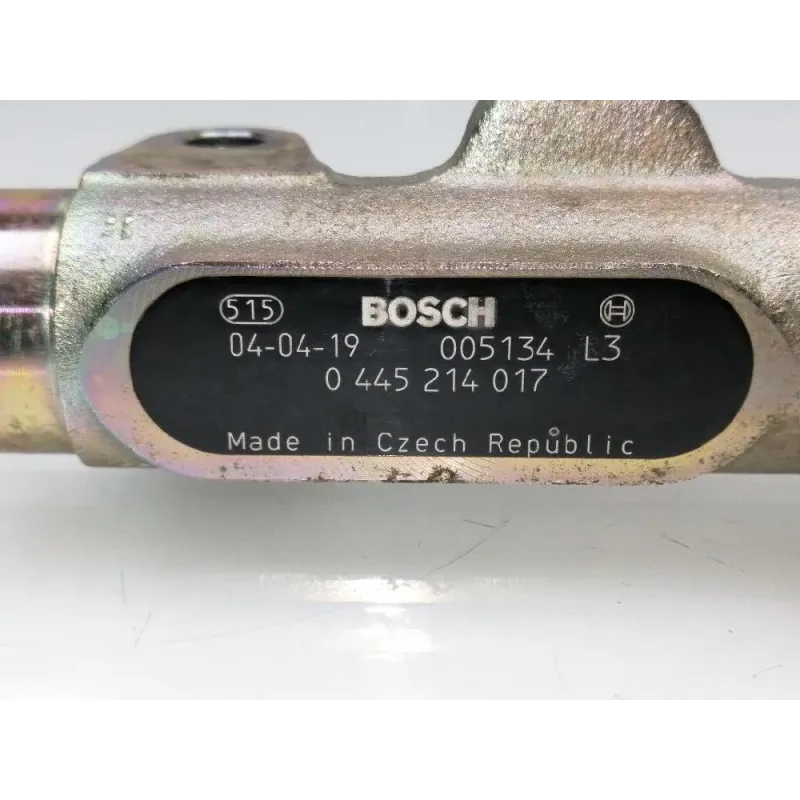 515 BOSCH
04-04-19 005134 L3
0 445 214 017
Made in Czech Republic